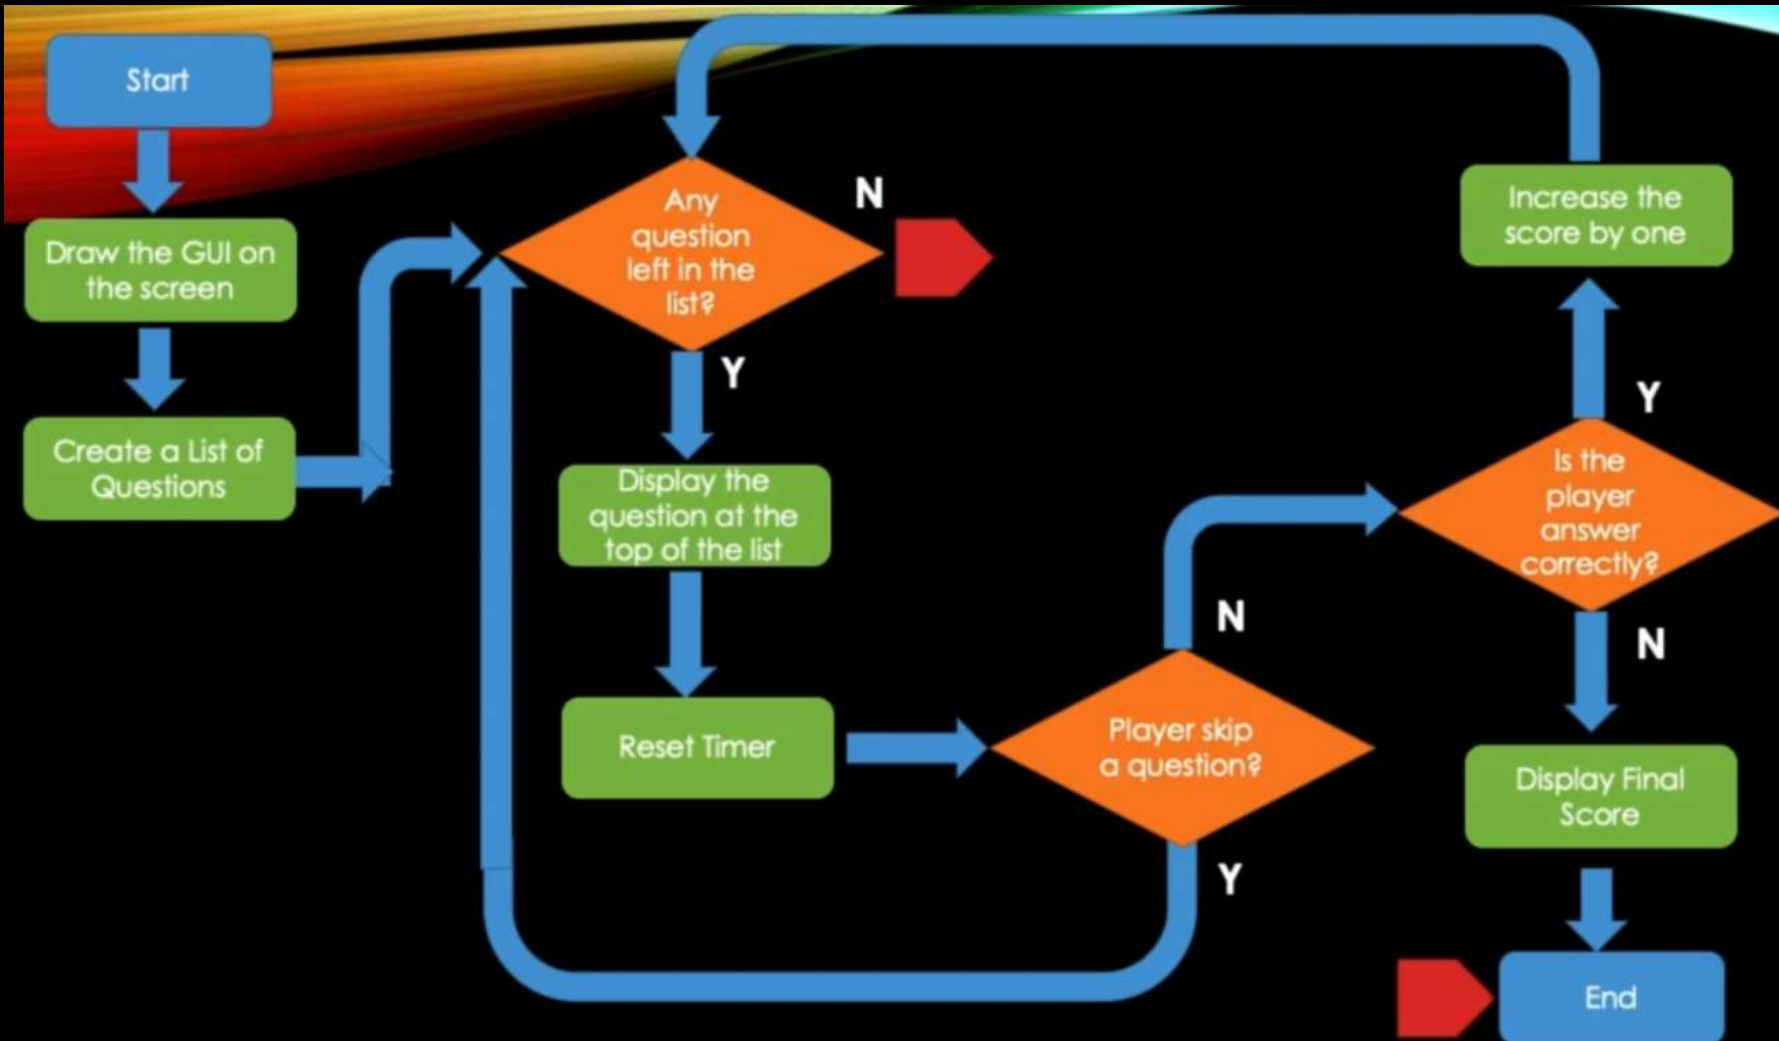 Start
Draw the GUI on
the screen
Create a List of
Questions
Any
question
left in the
list?
N
Y
Display the
question at the
top of the list
Reset Timer
Player skip
a question?
N
Y
Is the
player
answer
correctly?
Y
N
Increase the
score by one
Display Final
Score
End